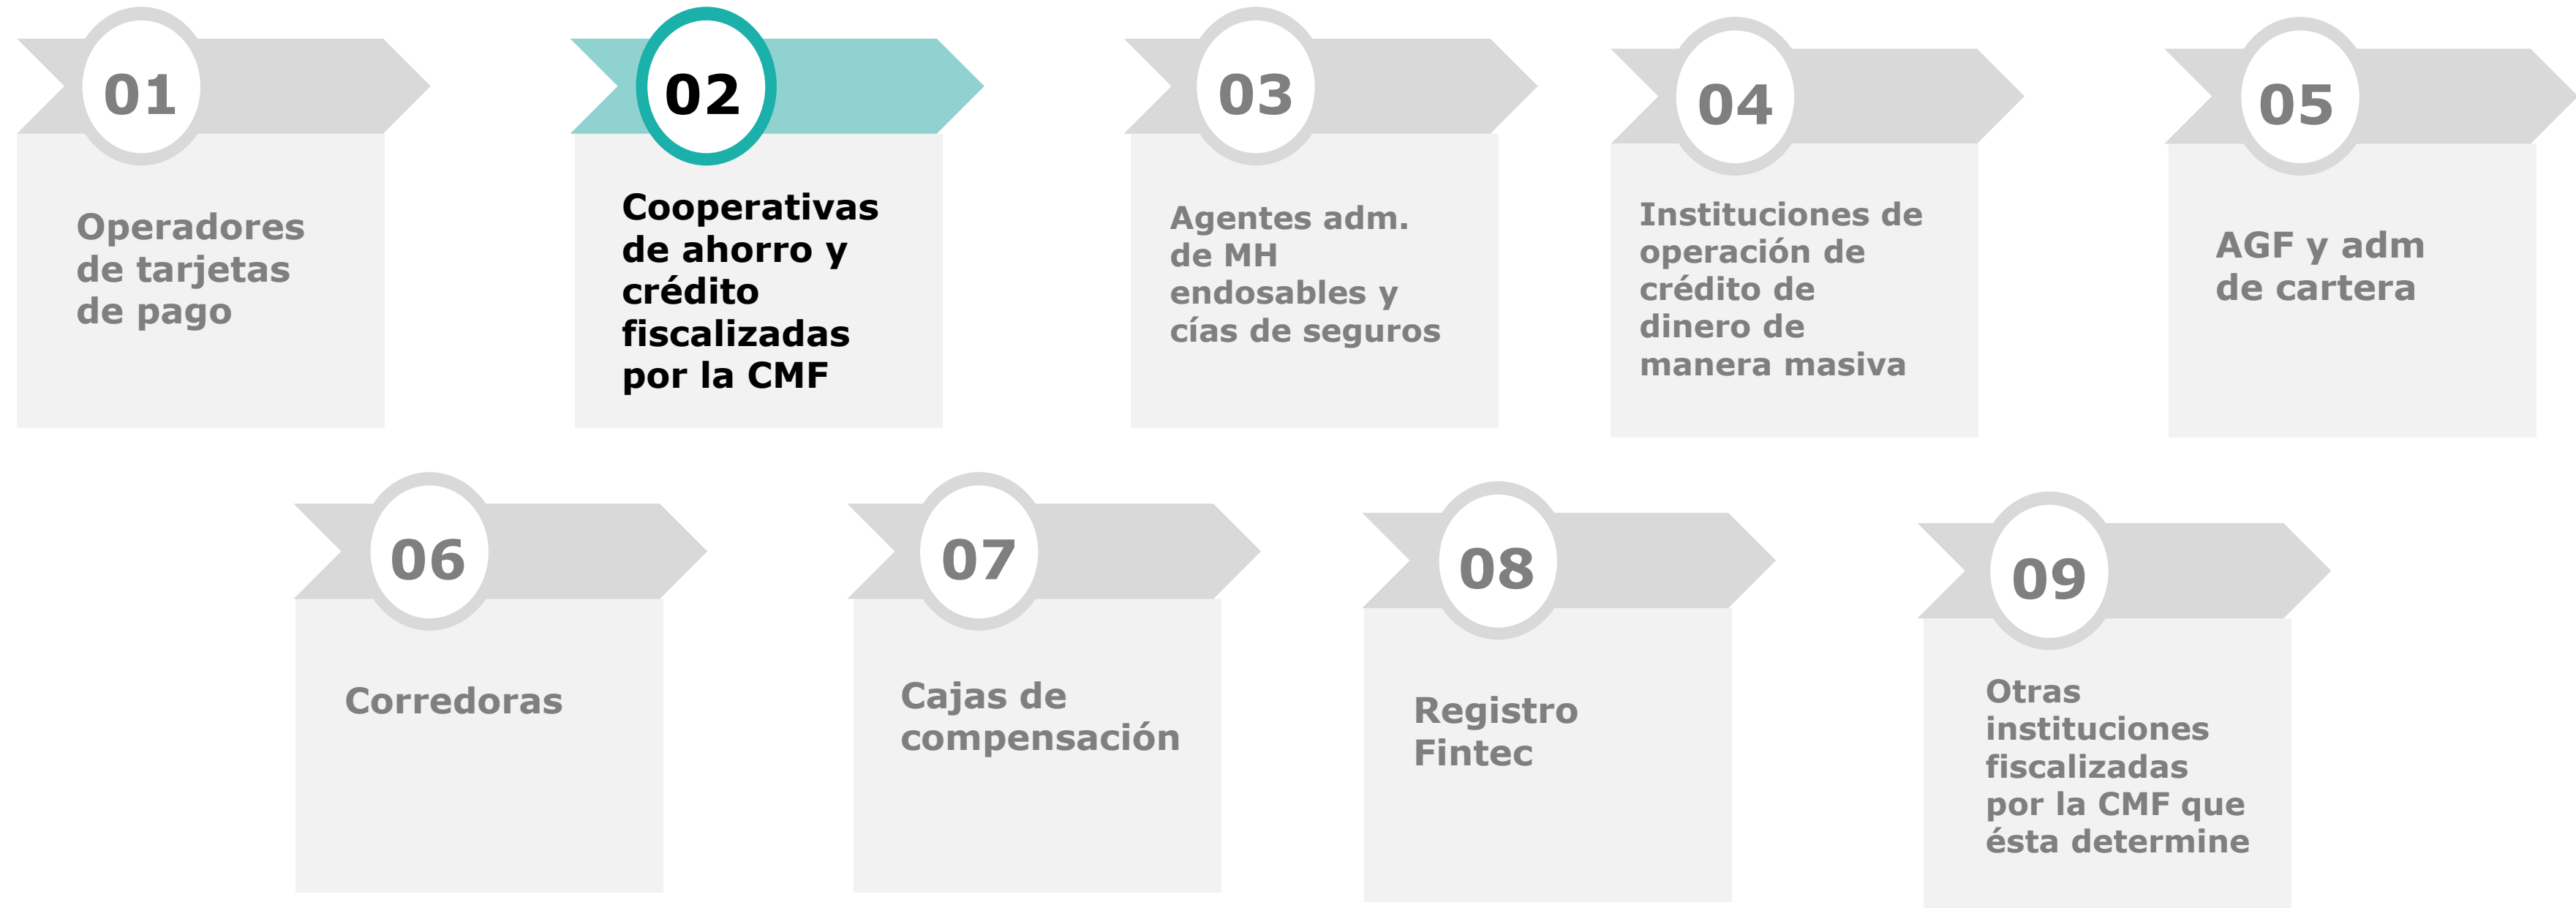 01
Operadores
de tarjetas
de pago
02
Cooperativas
de ahorro y
crédito
fiscalizadas
por la CMF
03
Agentes adm.
de MH
endosables y
cías de seguros
04
Instituciones de
operación de
crédito de
dinero de
manera masiva
05
AGF y adm
de cartera
06
Corredoras
07
Cajas de
compensación
08
Registro
Fintec
09
Otras
instituciones
fiscalizadas
por la CMF que
ésta determine